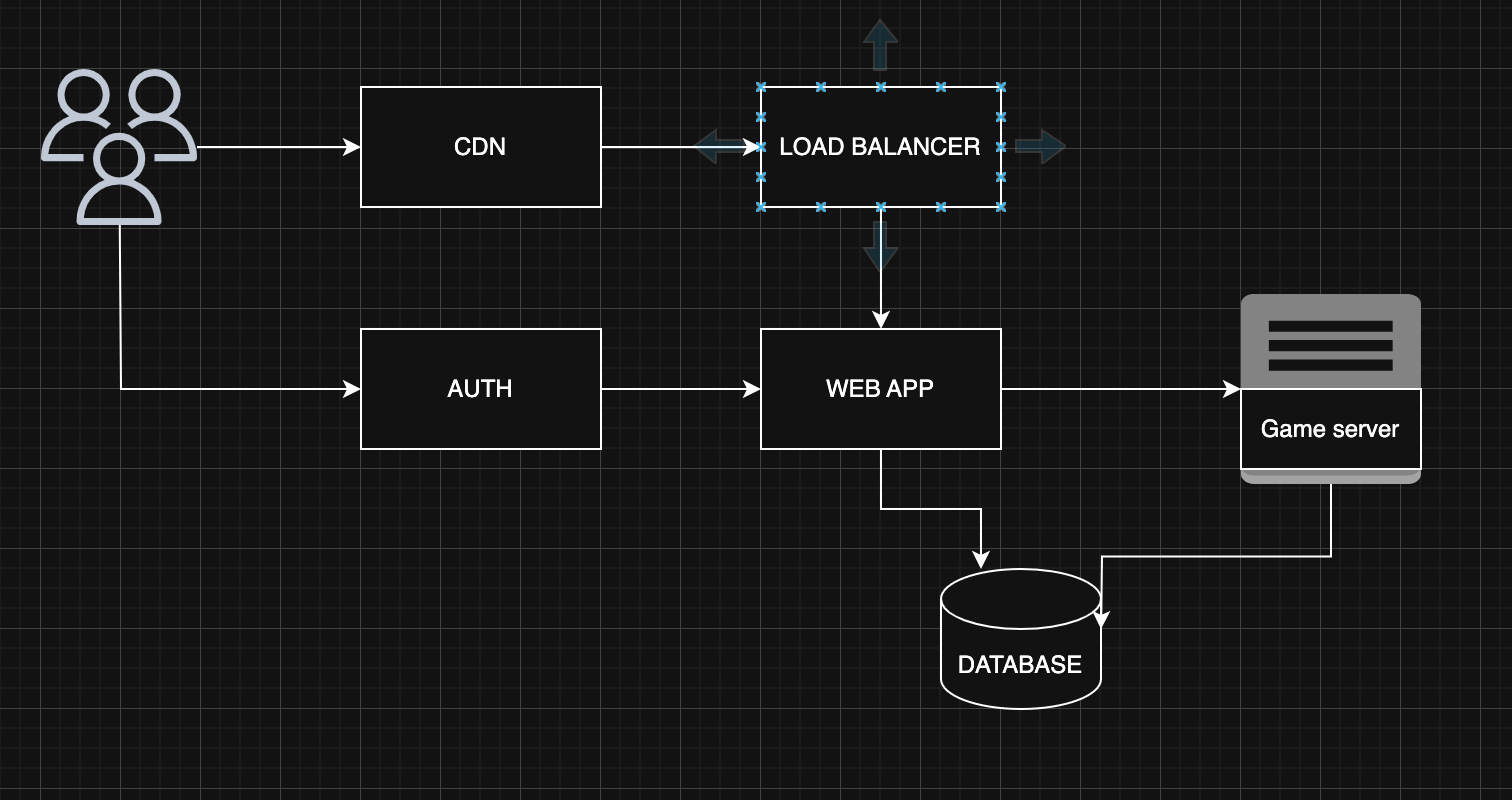 CDN
LOAD BALANCER
AUTH
WEB APP
Game server
DATABASE